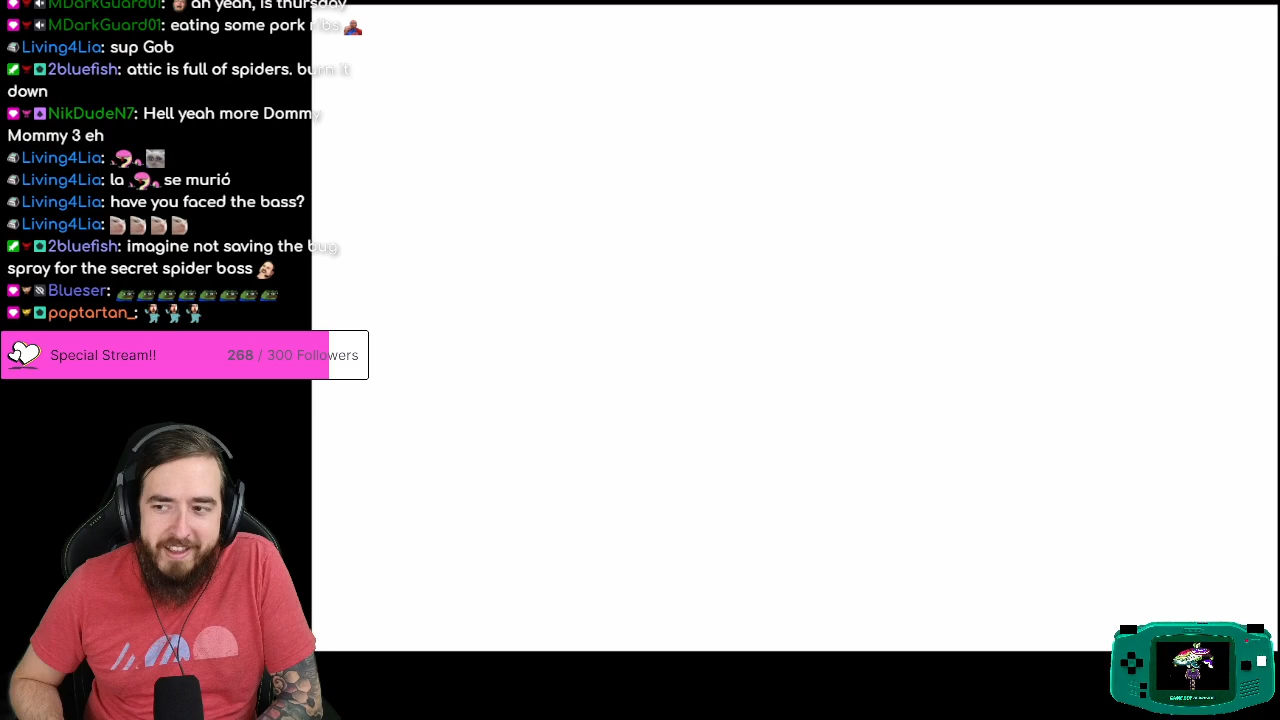 MDarkGuard01: ah yeah, is thursday
MDarkGuard01: eating some pork ribs
Living4Lia: sup Gob
2bluefish: attic is full of spiders. burn it
down
NikDudeN7: Hell yeah more Dommy
Mommy 3 eh
Living4Lia:
Living4Lia: la se murió
Living4Lia: have you faced the bass?
Living4Lia:
2bluefish: imagine not saving the bug
spray for the secret spider boss
Blueser:
poptartan_:
Special Stream!! 268 / 300 Followers